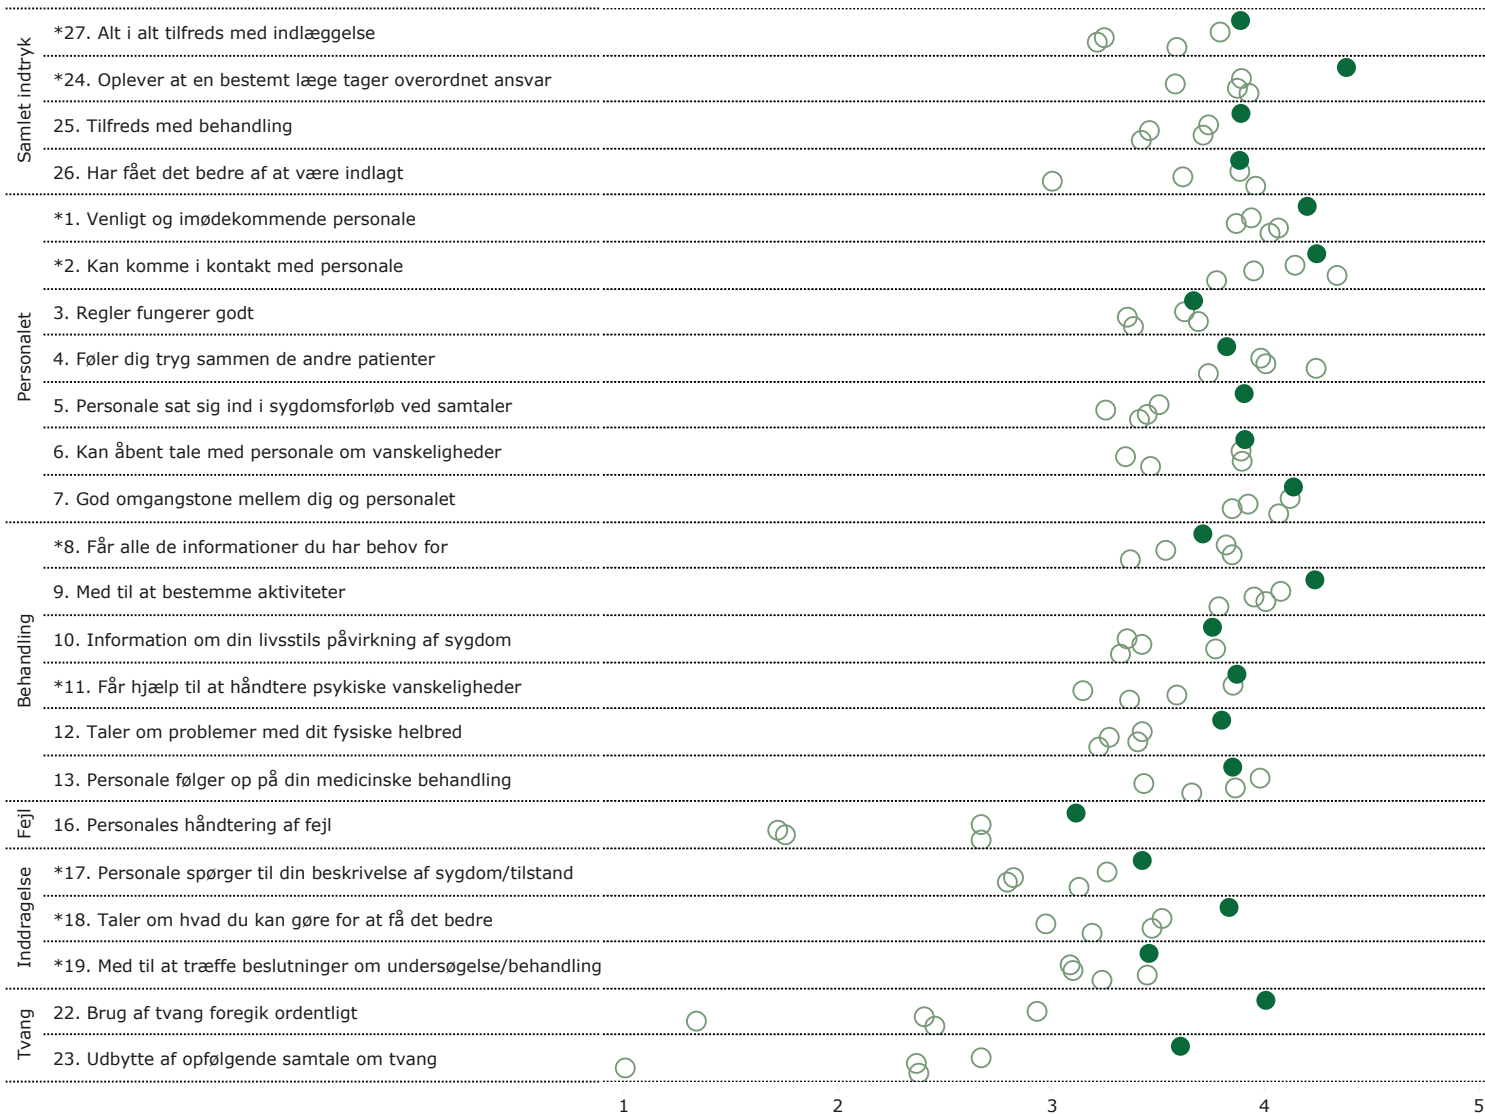 Samlet indtryk
*27. Alt i alt tilfreds med indlæggelse
*24. Oplever at en bestemt læge tager overordnet ansvar
25. Tilfreds med behandling
26. Har fået det bedre af at være indlagt
Personalet
*1. Venligt og imødekommende personale
*2. Kan komme i kontakt med personale
3. Regler fungerer godt
4. Føler dig tryg sammen de andre patienter
5. Personale sat sig ind i sygdomsforløb ved samtaler
6. Kan åbent tale med personale om vanskeligheder
7. God omgangstone mellem dig og personalet
Behandling
*8. Får alle de informationer du har behov for
9. Med til at bestemme aktiviteter
10. Information om din livsstils påvirkning af sygdom
*11. Får hjælp til at håndtere psykiske vanskeligheder
12. Taler om problemer med dit fysiske helbred
13. Personale følger op på din medicinske behandling
Fejl
16. Personales håndtering af fejl
Inddragelse
*17. Personale spørger til din beskrivelse af sygdom/tilstand
*18. Taler om hvad du kan gøre for at få det bedre
*19. Med til at træffe beslutninger om undersøgelse/behandling
Tvang
22. Brug af tvang foregik ordentligt
23. Udbytte af opfølgende samtale om tvang
1 2 3 4 5